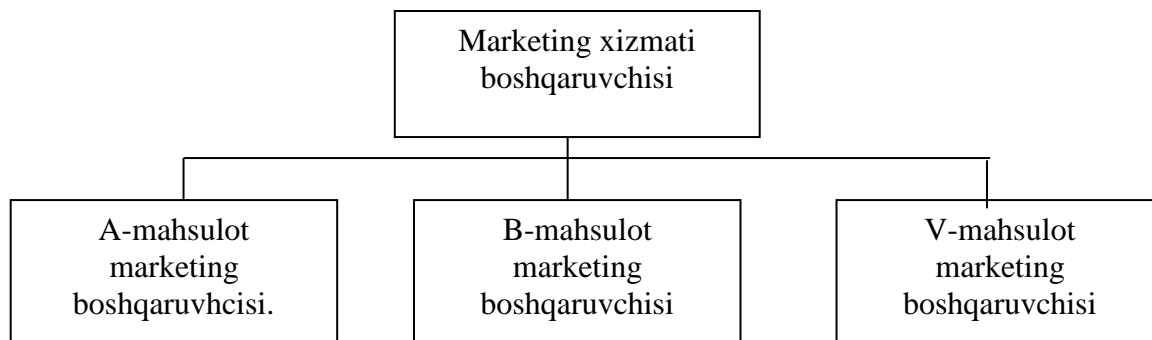 Marketing xizmati
boshqaruvchisi
A-mahsulot
marketing
boshqaruvhcisi.
B-mahsulot
marketing
boshqaruvchisi
V-mahsulot
marketing
boshqaruvchisi